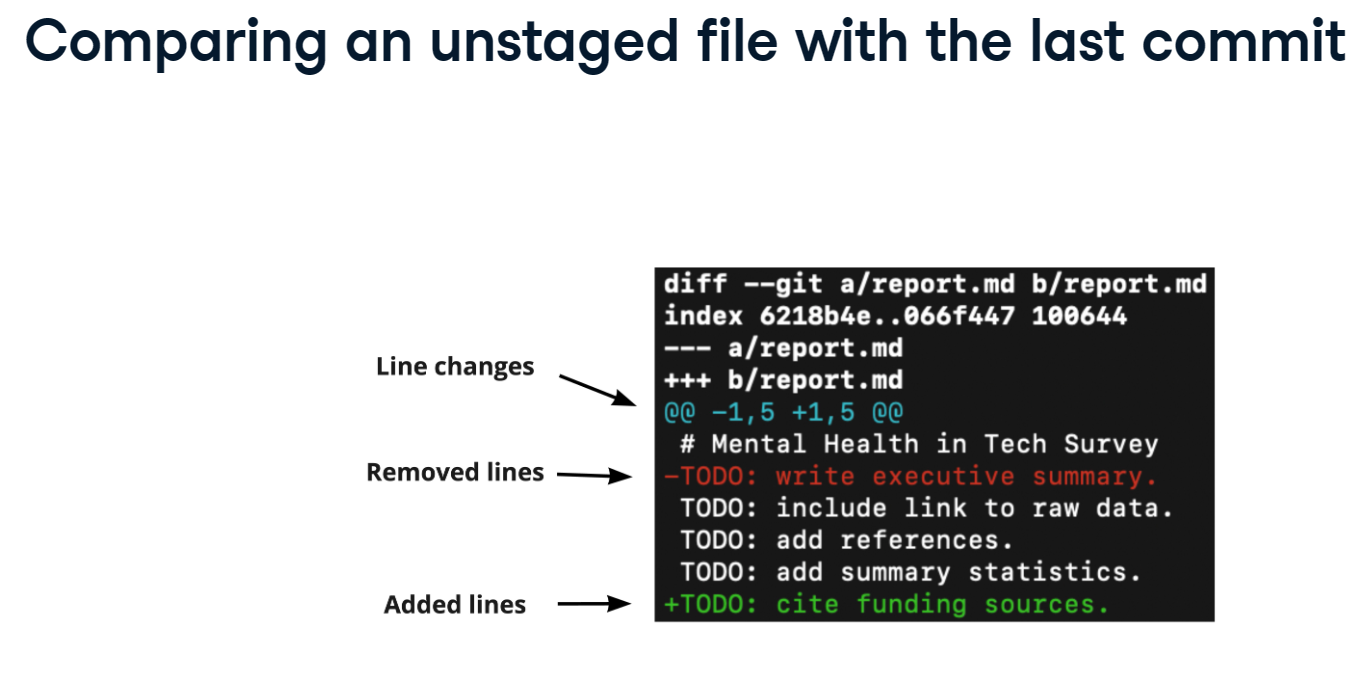 Comparing an unstaged file with the last commit
diff --git a/report.md b/report.md
index 6218b4e..066f447 100644
--- a/report.md
Line changes
+++ b/report.md
@@ -1,5 +1,5 @@
# Mental Health in Tech Survey
Removed lines
-TODO: write executive summary.
TODO: include link to raw data.
TODO: add references.
TODO: add summary statistics.
Added lines
+TODO: cite funding sources.